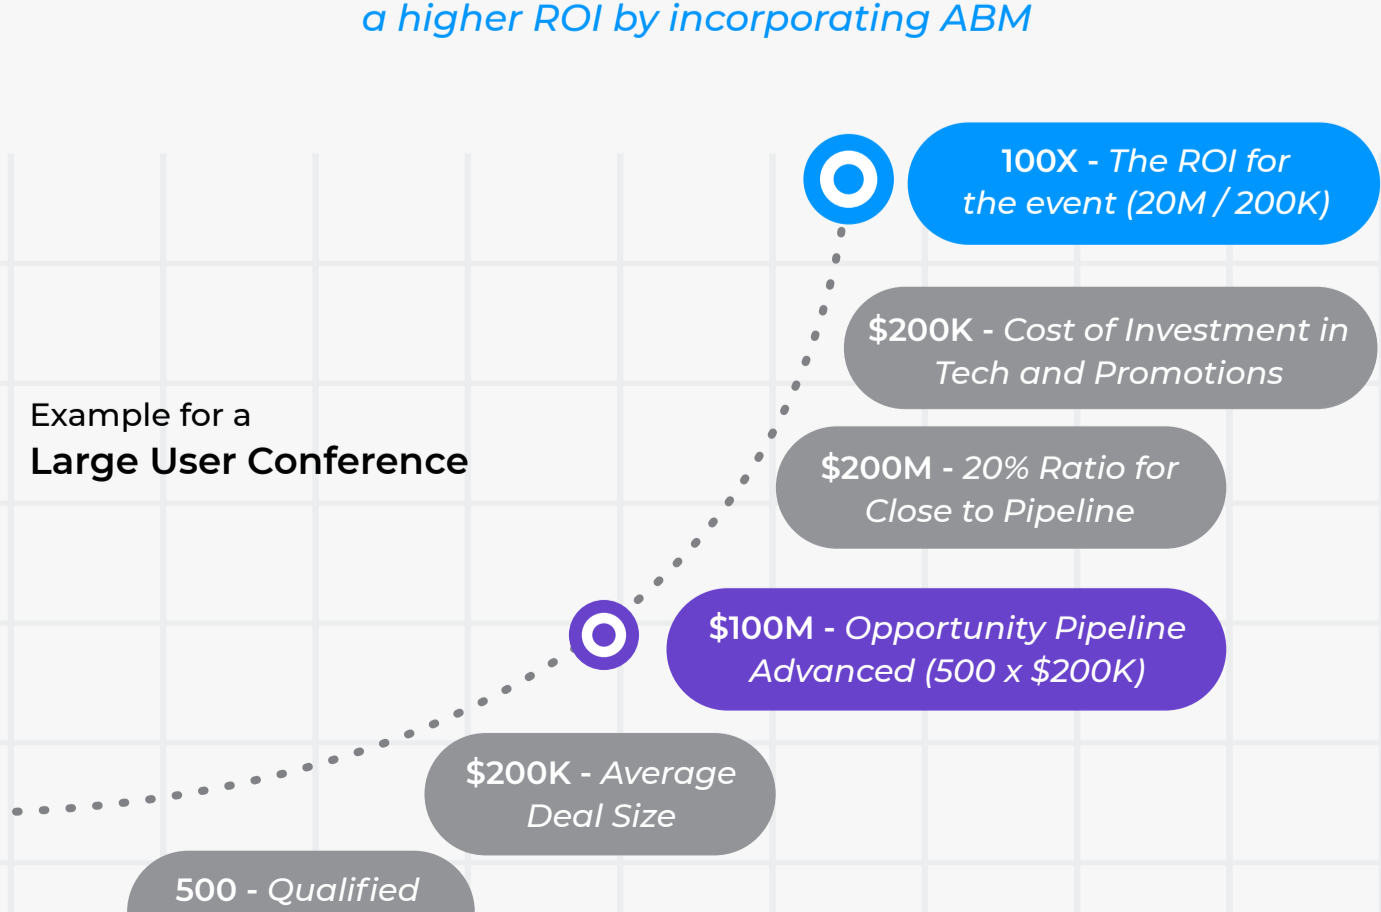 a higher ROI by incorporating ABM
100X - The ROI for
the event (20M / 200K)
$200K - Cost of Investment in
Tech and Promotions
Example for a
Large User Conference
$200M - 20% Ratio for
Close to Pipeline
$100M - Opportunity Pipeline
Advanced (500 x $200K)
$200K - Average
Deal Size
500 - Qualified